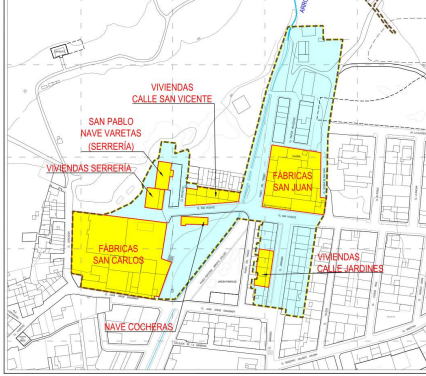 ARRO
VIVIENDAS
CALLE SAN VICENTE
SAN PABLO
NAVE VARETAS
(SERRERÍA)
VIVIENDAS SERRERÍA
FÁBRICAS
SAN JUAN
FÁBRICAS
SAN CARLOS
VIVIENDAS
CALLE JARDINES
NAVE COCHERAS